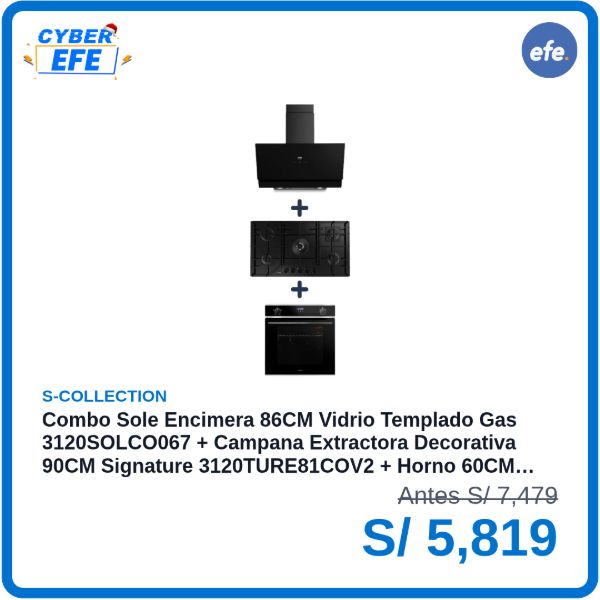 CYBER
EFE
efe.
S-COLLECTION
Combo Sole Encimera 86CM Vidrio Templado Gas
3120SOLCO067 + Campana Extractora Decorativa
90CM Signature 3120TURE81COV2 + Horno 60CM...
Antes S/ 7,479
S/ 5,819